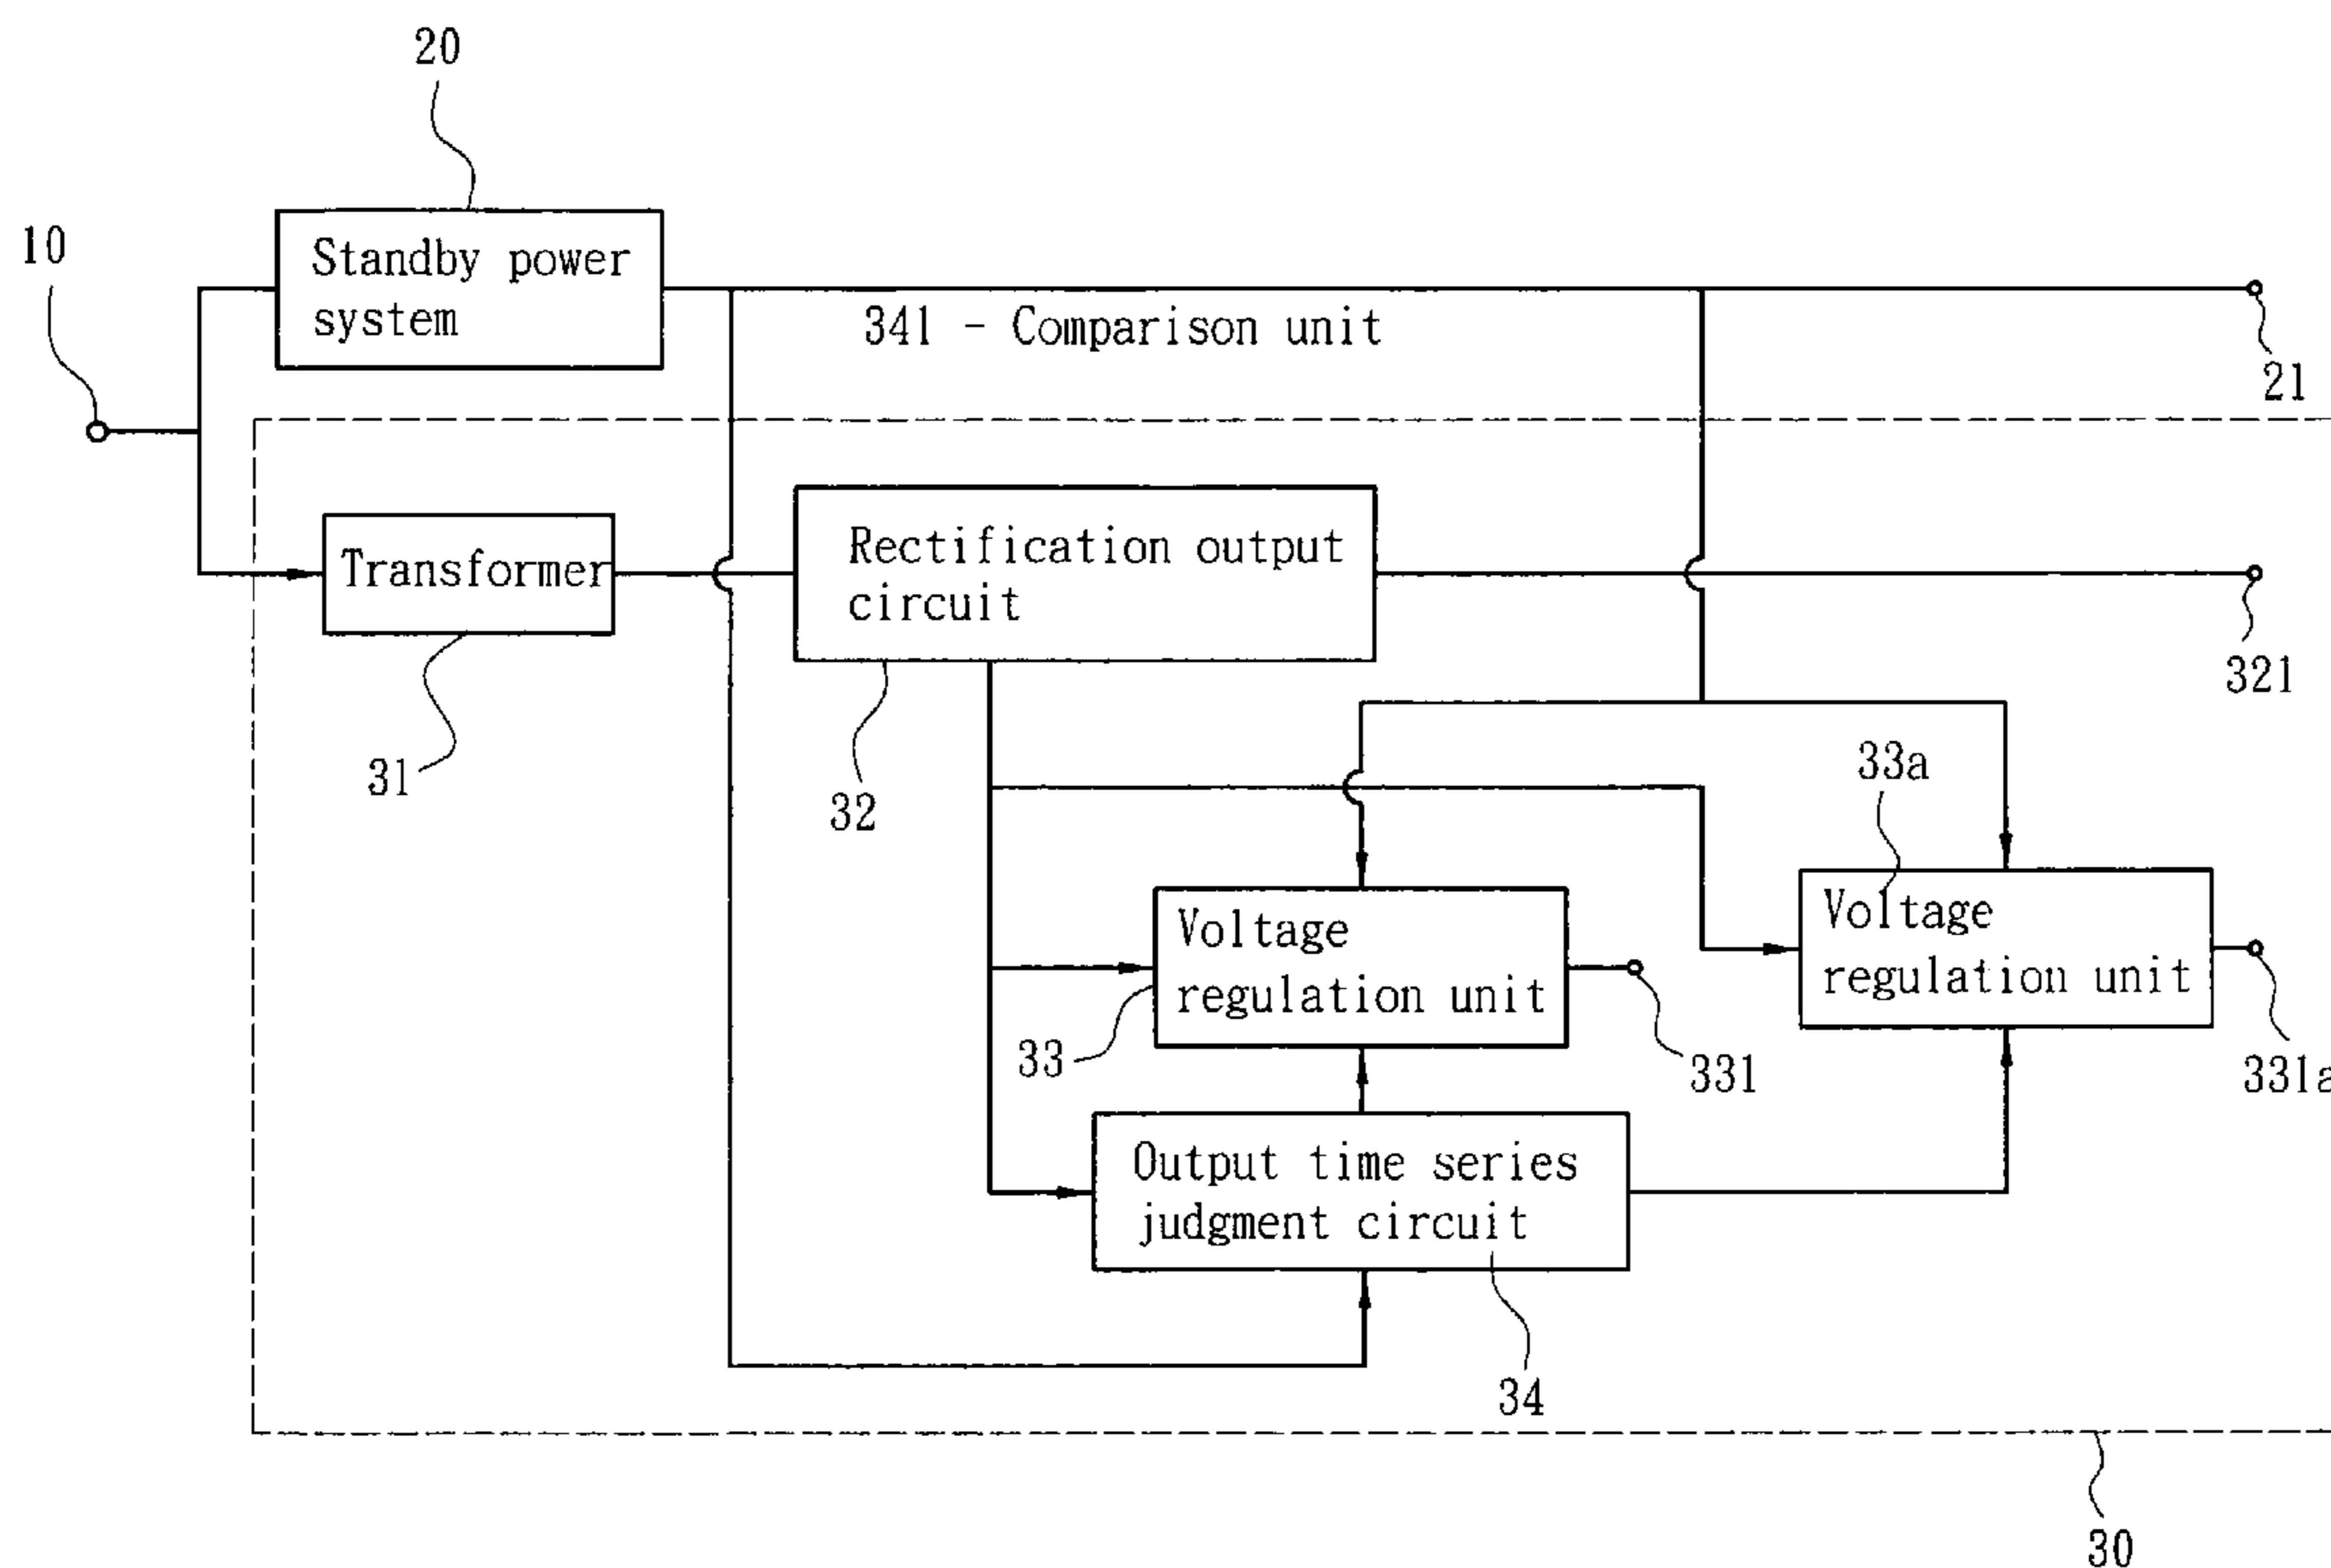 20
10
Standby power
system
341 - Comparison unit
21
Transformer
Rectification output
circuit
321
31
32
33a
Voltage
regulation unit
Voltage
regulation unit
33
331
331a
Output time series
judgment circuit
34
30